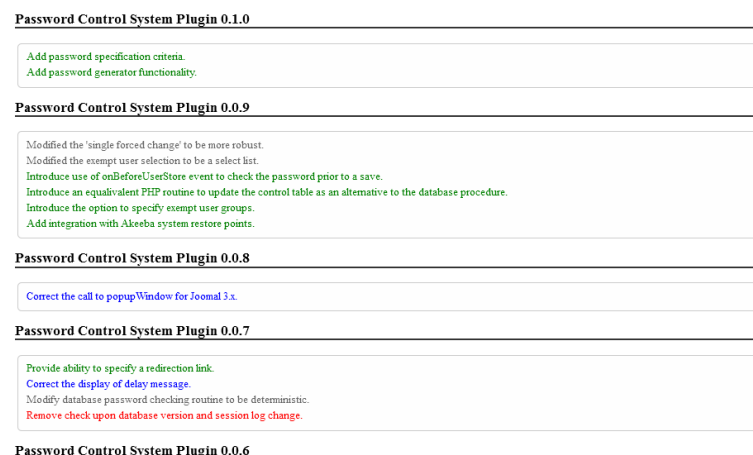 Password Control System Plugin 0.1.0
Add password specification criteria.
Add password generator functionality.
Password Control System Plugin 0.0.9
Modified the 'single forced change' to be more robust.
Modified the exempt user selection to be a select list.
Introduce use of onBeforeUserStore event to check the password prior to a save.
Introduce an equalivalent PHP routine to update the control table as an alternative to the database procedure.
Introduce the option to specify exempt user groups.
Add integration with Akeeba system restore points.
Password Control System Plugin 0.0.8
Correct the call to popupWindow for Joomal 3.x.
Password Control System Plugin 0.0.7
Provide ability to specify a redirection link.
Correct the display of delay message.
Modify database password checking routine to be deterministic.
Remove check upon database version and session log change.
Password Control System Plugin 0.0.6